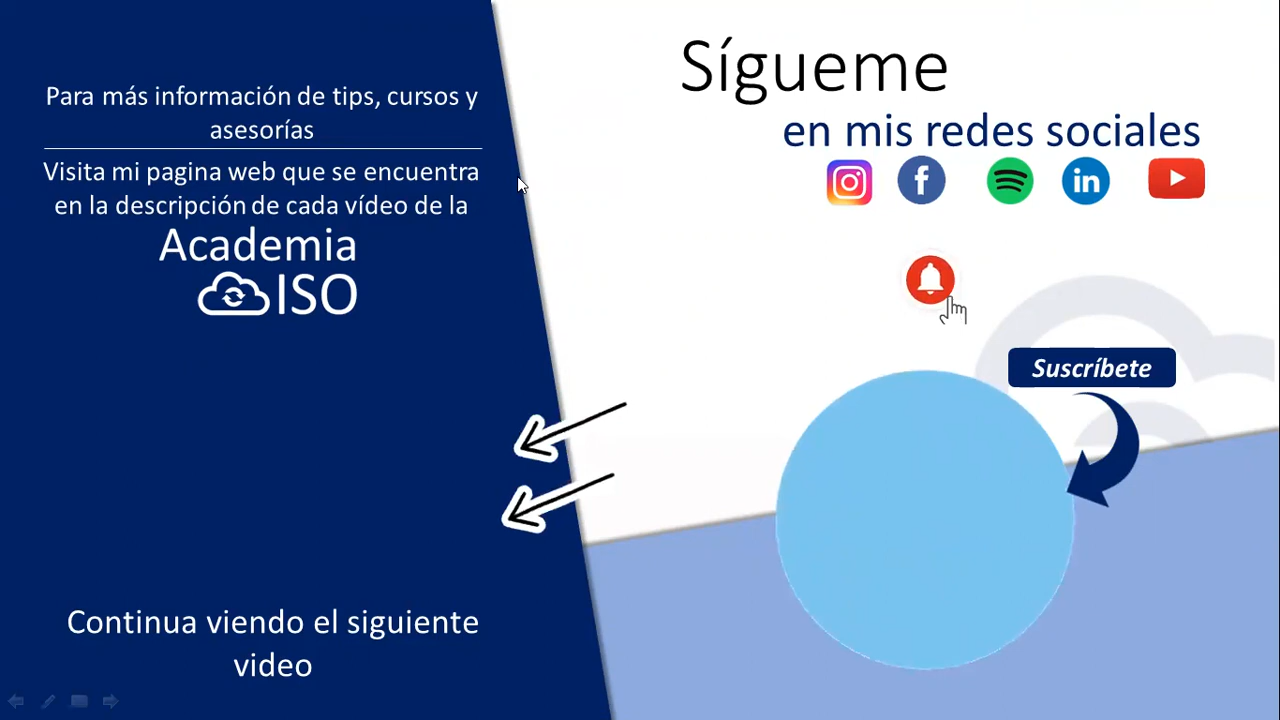 Para más información de tips, cursos y
asesorías
Visita mi pagina web que se encuentra
en la descripción de cada vídeo de la
Academia
ISO
Continua viendo el siguiente
video
Sígueme
en mis redes sociales
in
Suscríbete